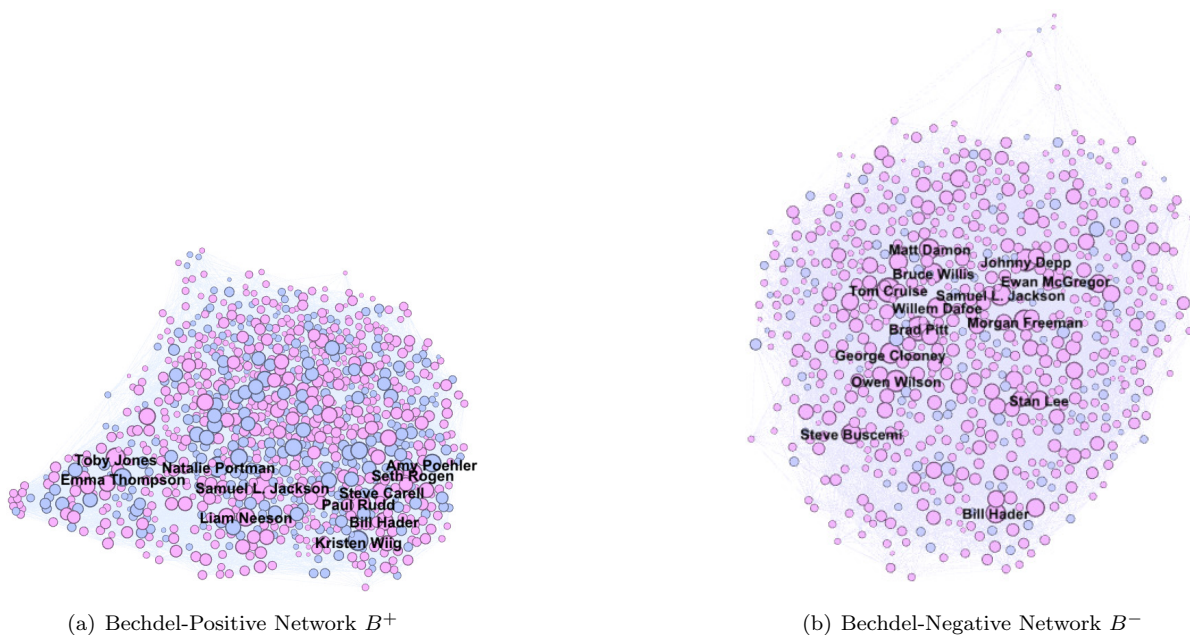 Toby Jones
Emma Thompson
Natalie Portman
Samuel L. Jackson
Liam Neeson
Amy Poehler
Seth Rogen
Steve Carell
Paul Rudd
Bill Hader
Kristen Wiig
(a) Bechdel-Positive Network B+
Matt Damon
Johnny Depp
Bruce Willis
Ewan McGregor
Tom Cruise
Samuel L. Jackson
Willem Dafoe
Morgan Freeman
Brad Pitt
George Clooney
Owen Wilson
Stan Lee
Steve Buscemi
Bill Hader
(b) Bechdel-Negative Network B−